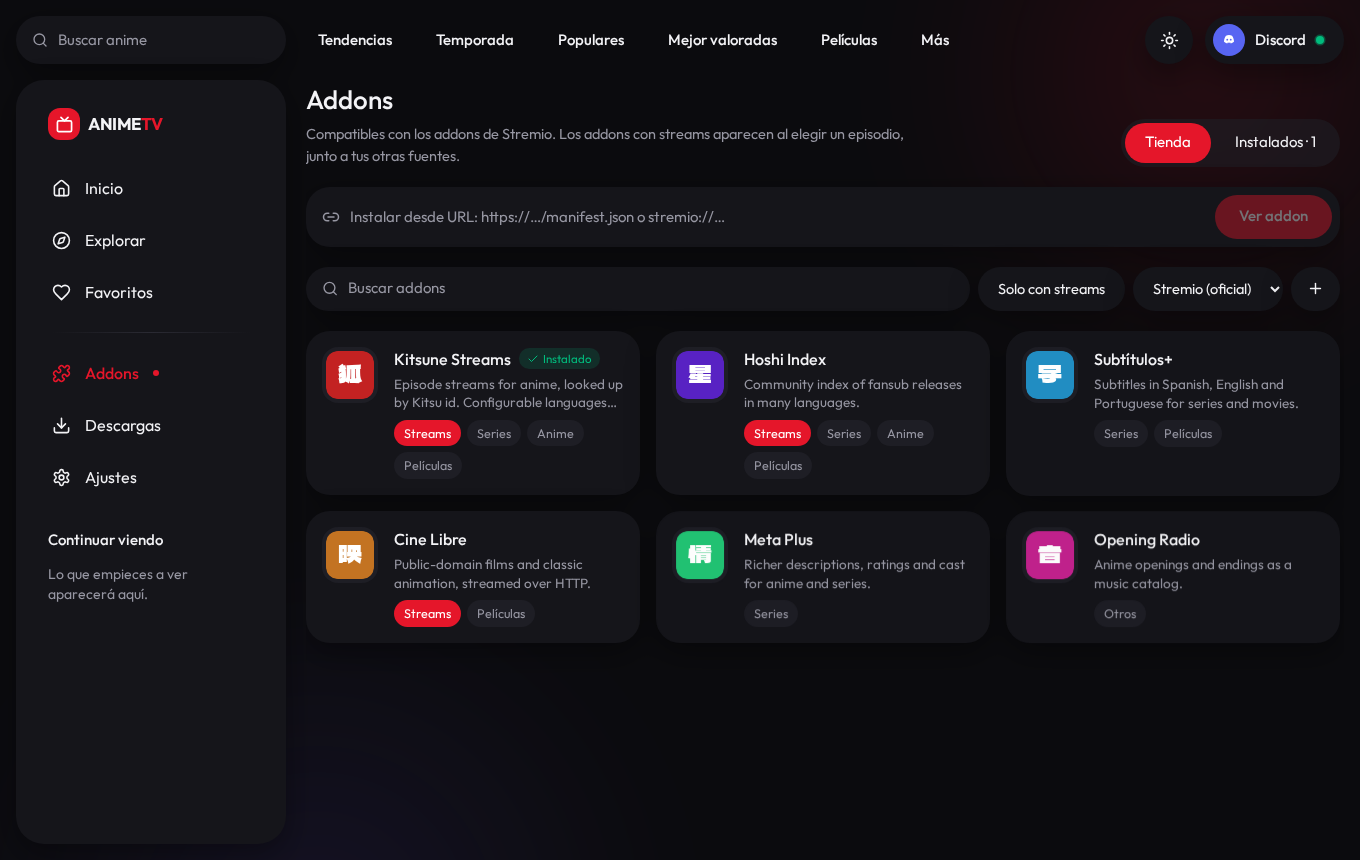 Buscar anime
Tendencias
Temporada
Populares
Mejor valoradas
Películas
Más
Discord
ANIMETV
Inicio
Explorar
Favoritos
Addons
Descargas
Ajustes
Continuar viendo
Lo que empieces a ver
aparecerá aquí.
Addons
Compatibles con los addons de Stremio. Los addons con streams aparecen al elegir un episodio,
junto a tus otras fuentes.
Tienda
Instalados · 1
Instalar desde URL: https://…/manifest.json o stremio://…
Ver addon
Buscar addons
Solo con streams
Stremio (oficial)
狐
Kitsune Streams
Instalado
Episode streams for anime, looked up
by Kitsu id. Configurable languages…
Streams
Series
Anime
Películas
星
Hoshi Index
Community index of fansub releases
in many languages.
Streams
Series
Anime
Películas
字
Subtítulos+
Subtitles in Spanish, English and
Portuguese for series and movies.
Series
Películas
映
Cine Libre
Public-domain films and classic
animation, streamed over HTTP.
Streams
Películas
Meta Plus
Richer descriptions, ratings and cast
for anime and series.
Series
音
Opening Radio
Anime openings and endings as a
music catalog.
Otros